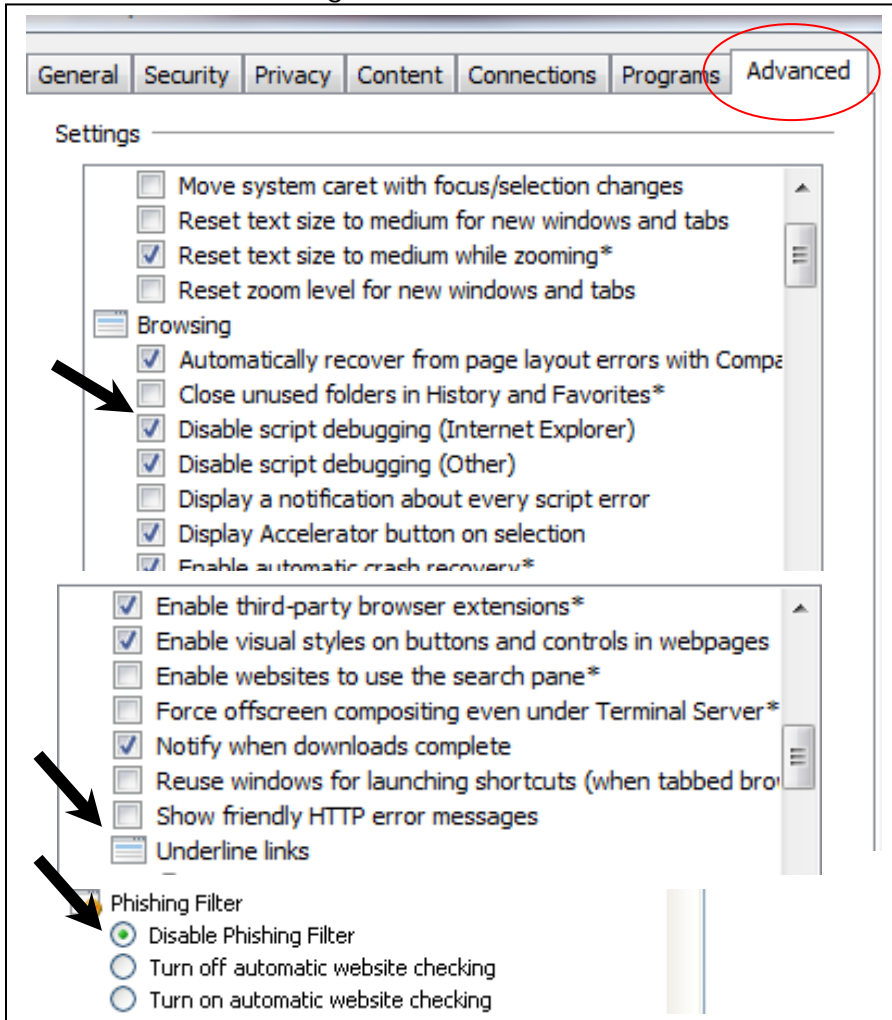 General Security Privacy Content Connections Programs Advanced
Settings
Move system caret with focus/selection changes
Reset text size to medium for new windows and tabs
Reset text size to medium while zooming*
Reset zoom level for new windows and tabs
Browsing
Automatically recover from page layout errors with Compa
Close unused folders in History and Favorites*
Disable script debugging (Internet Explorer)
Disable script debugging (Other)
Display a notification about every script error
Display Accelerator button on selection
Enable automatic crash recovery*
Enable third-party browser extensions*
Enable visual styles on buttons and controls in webpages
Enable websites to use the search pane*
Force offscreen compositing even under Terminal Server*
Notify when downloads complete
Reuse windows for launching shortcuts (when tabbed bro
Show friendly HTTP error messages
Underline links
Phishing Filter
Disable Phishing Filter
Turn off automatic website checking
Turn on automatic website checking